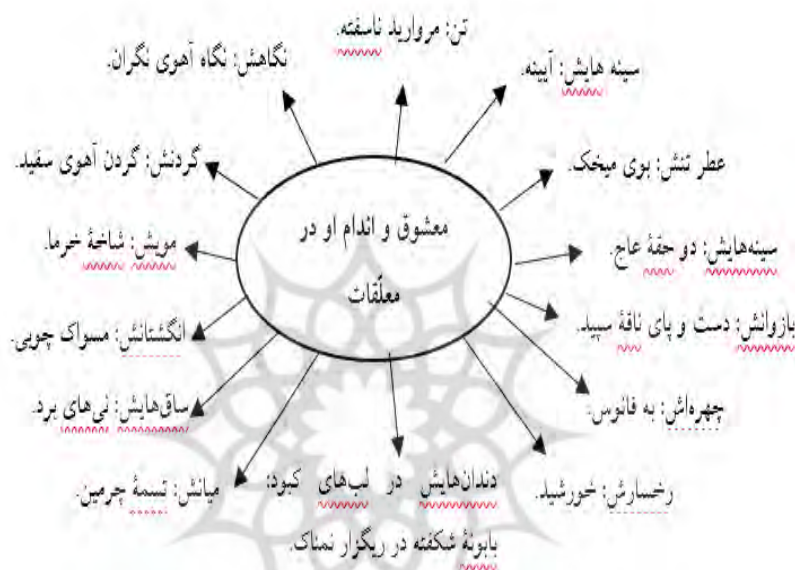 تن: مروارید ناسفته.
سینه هایش: آیینه.
نگاهش: نگاه آهوی نگران.
عطر تنش: بوی میخک.
گردنش: گردن آهوی سفید.
معشوق و اندام او در
معلّقات
سینه‌هایش: دو حقهٔ عاج.
مویش: شاخهٔ خرما.
بازوانش: دست و پای ناقهٔ سپید.
انگشتانش: مسواک چوبی.
چهره‌اش: به فانوس.
ساق‌هایش: نی‌های برد.
رخسارش: خورشید.
دندان‌هایش در لب‌های کبود:
بابونهٔ شکفته در ریگزار نمناک.
میانش: تسمهٔ چرمین.